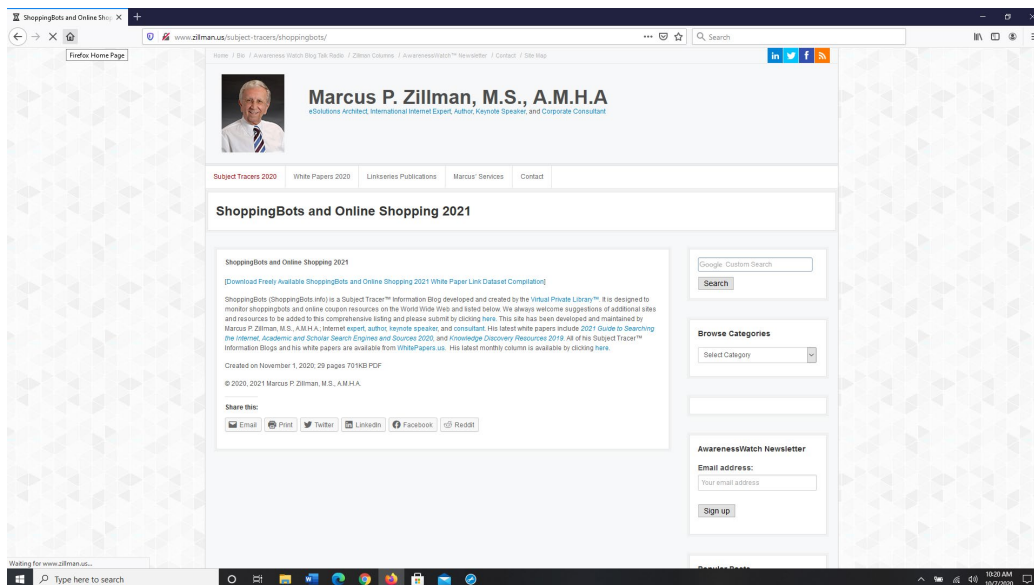 ShoppingBots and Online Shop
www.zillman.us/subject-tracers/shoppingbots/
Search
Firefox Home Page
Home / Bio / Awareness Watch Blog Talk Radio / Zillman Columns / AwarenessWatch™ Newsletter / Contact / Site Map
Marcus P. Zillman, M.S., A.M.H.A
eSolutions Architect, International Internet Expert, Author, Keynote Speaker, and Corporate Consultant
Subject Tracers 2020 White Papers 2020 Linkseries Publications Marcus' Services Contact
ShoppingBots and Online Shopping 2021
ShoppingBots and Online Shopping 2021
[Download Freely Available ShoppingBots and Online Shopping 2021 White Paper Link Dataset Compilation]
ShoppingBots (ShoppingBots.info) is a Subject Tracer™ Information Blog developed and created by the Virtual Private Library™. It is designed to
monitor shoppingbots and online coupon resources on the World Wide Web and listed below. We always welcome suggestions of additional sites
and resources to be added to this comprehensive listing and please submit by clicking here. This site has been developed and maintained by
Marcus P. Zillman, M.S., A.M.H.A.; Internet expert, author, keynote speaker, and consultant. His latest white papers include 2021 Guide to Searching
the Internet, Academic and Scholar Search Engines and Sources 2020, and Knowledge Discovery Resources 2019. All of his Subject Tracer™
Information Blogs and his white papers are available from WhitePapers.us. His latest monthly column is available by clicking here.
Created on November 1, 2020; 29 pages 701KB PDF
© 2020, 2021 Marcus P. Zillman, M.S., A.M.H.A.
Share this:
Email Print Twitter LinkedIn Facebook Reddit
Google Custom Search
Search
Browse Categories
Select Category
AwarenessWatch Newsletter
Email address:
Your email address
Sign up
Popular Posts
Waiting for www.zillman.us...
Type here to search
10:20 AM
10/7/2020